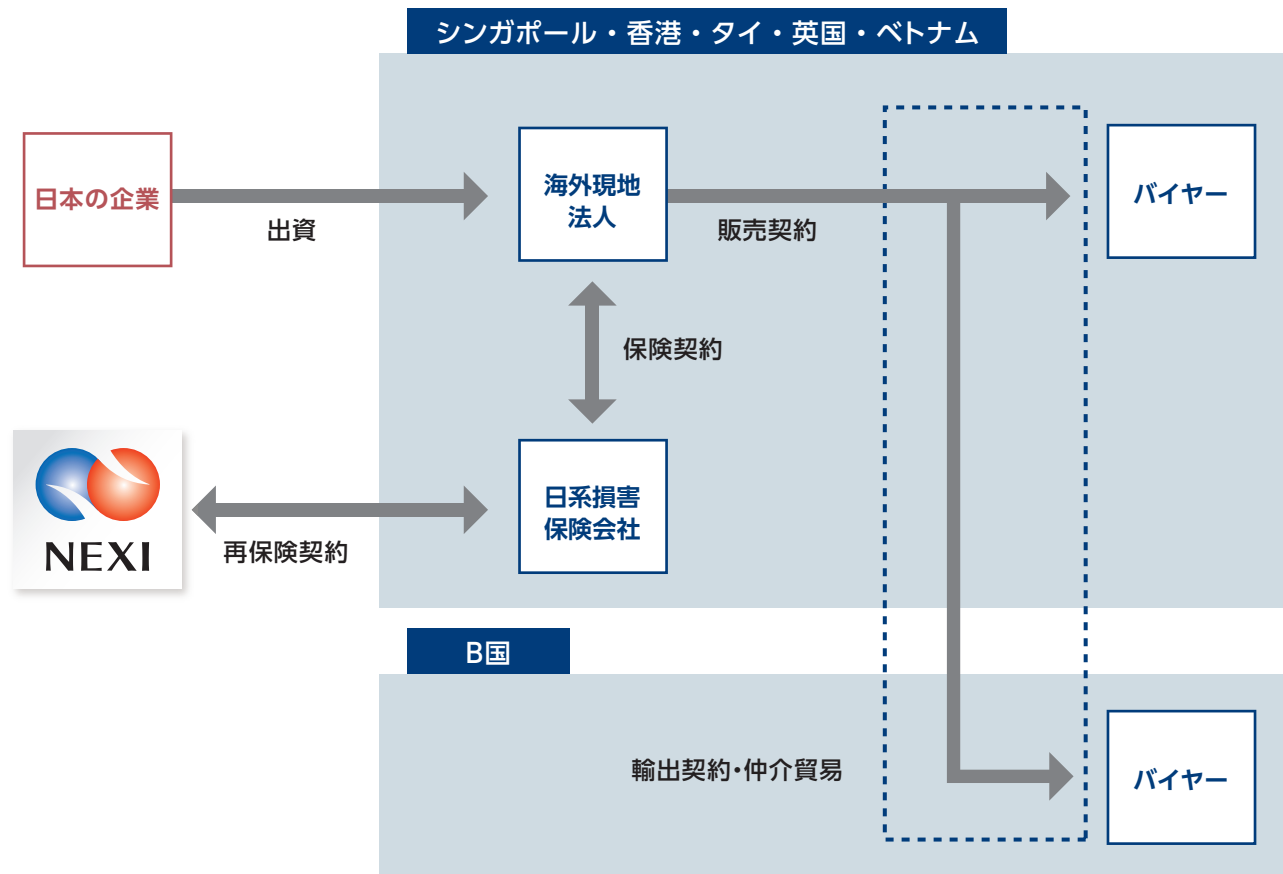 シンガポール・香港・タイ・英国・ベトナム
日本の企業
出資
海外現地
法人
販売契約
バイヤー
保険契約
NEXI
再保険契約
日系損害
保険会社
B国
輸出契約・仲介貿易
バイヤー